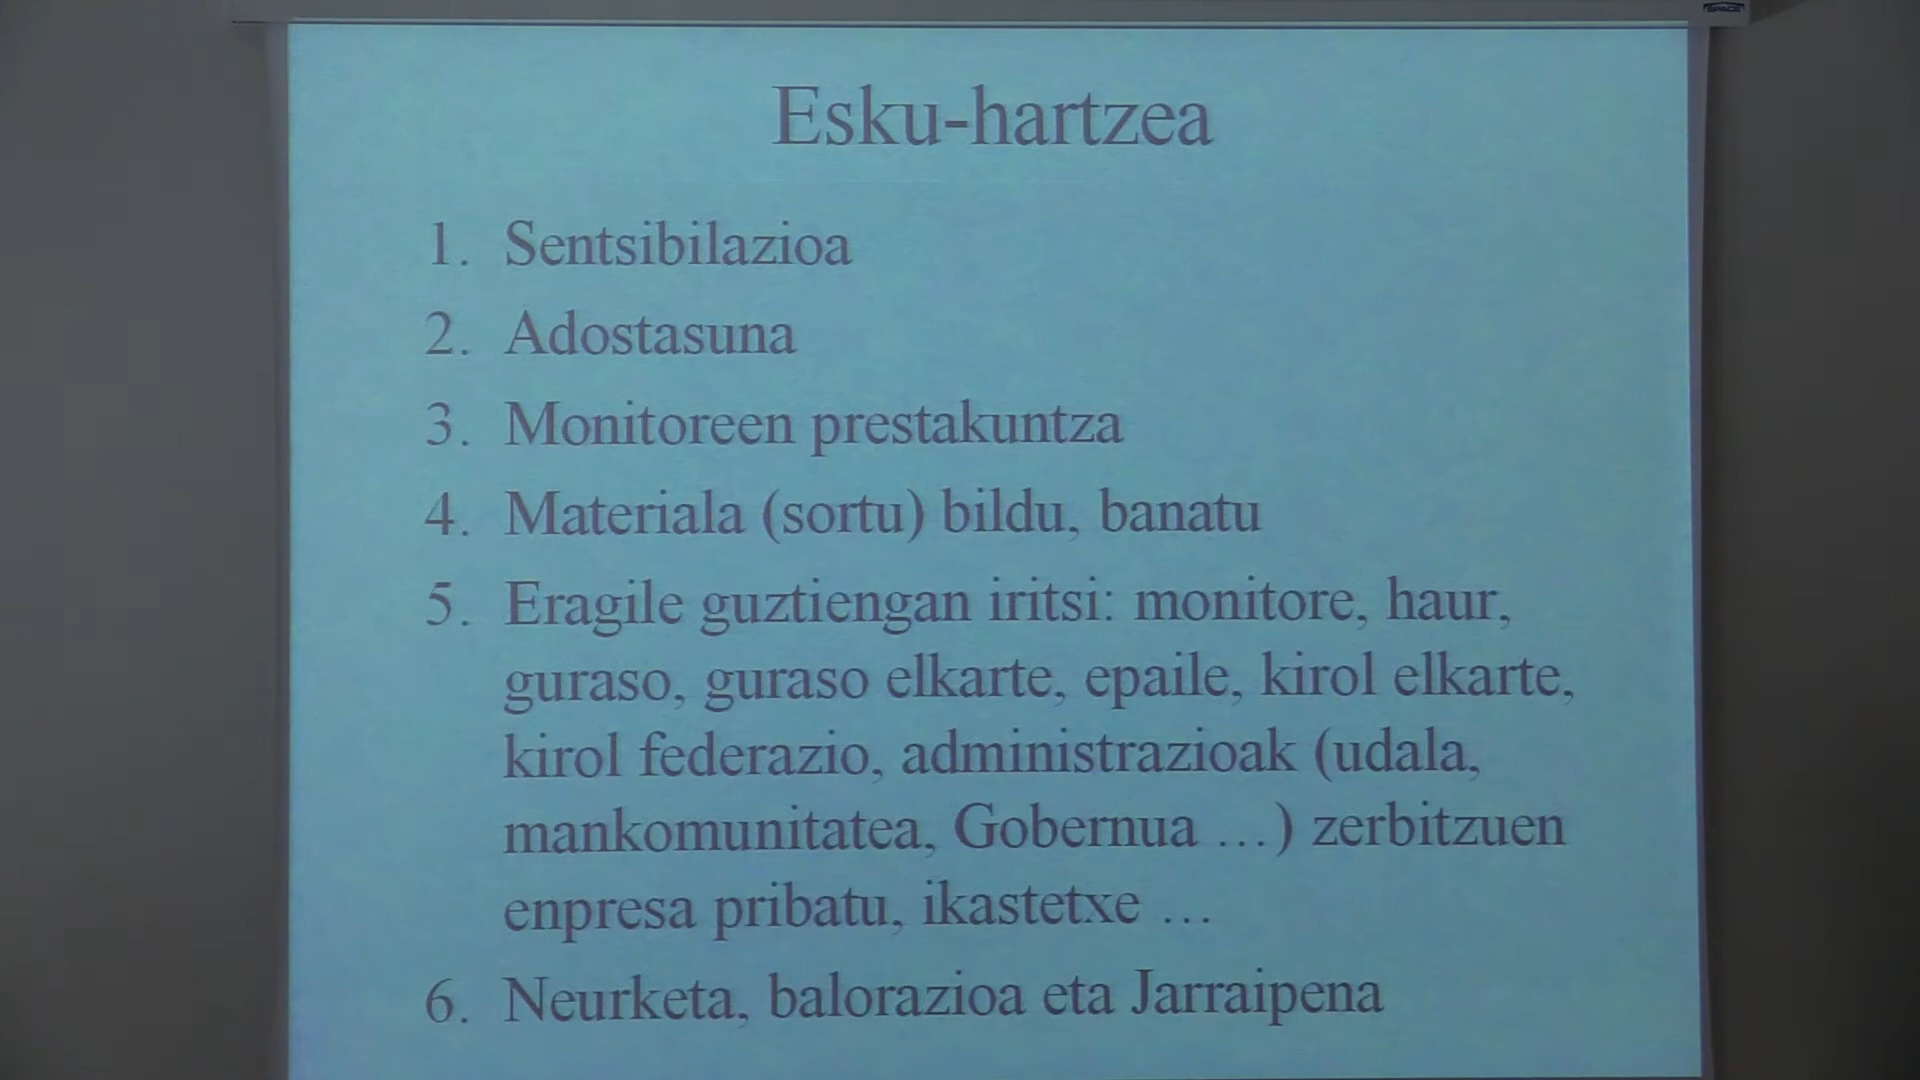 SPACE
Esku-hartzea
1. Sentsibilazioa
2. Adostasuna
3. Monitoreen prestakuntza
4. Materiala (sortu) bildu, banatu
5. Eragile guztiengan iritsi: monitore, haur,
guraso, guraso elkarte, epaile, kirol elkarte,
kirol federazio, administrazioak (udala,
mankomunitatea, Gobernua …) zerbitzuen
enpresa pribatu, ikastetxe …
6. Neurketa, balorazioa eta Jarraipena